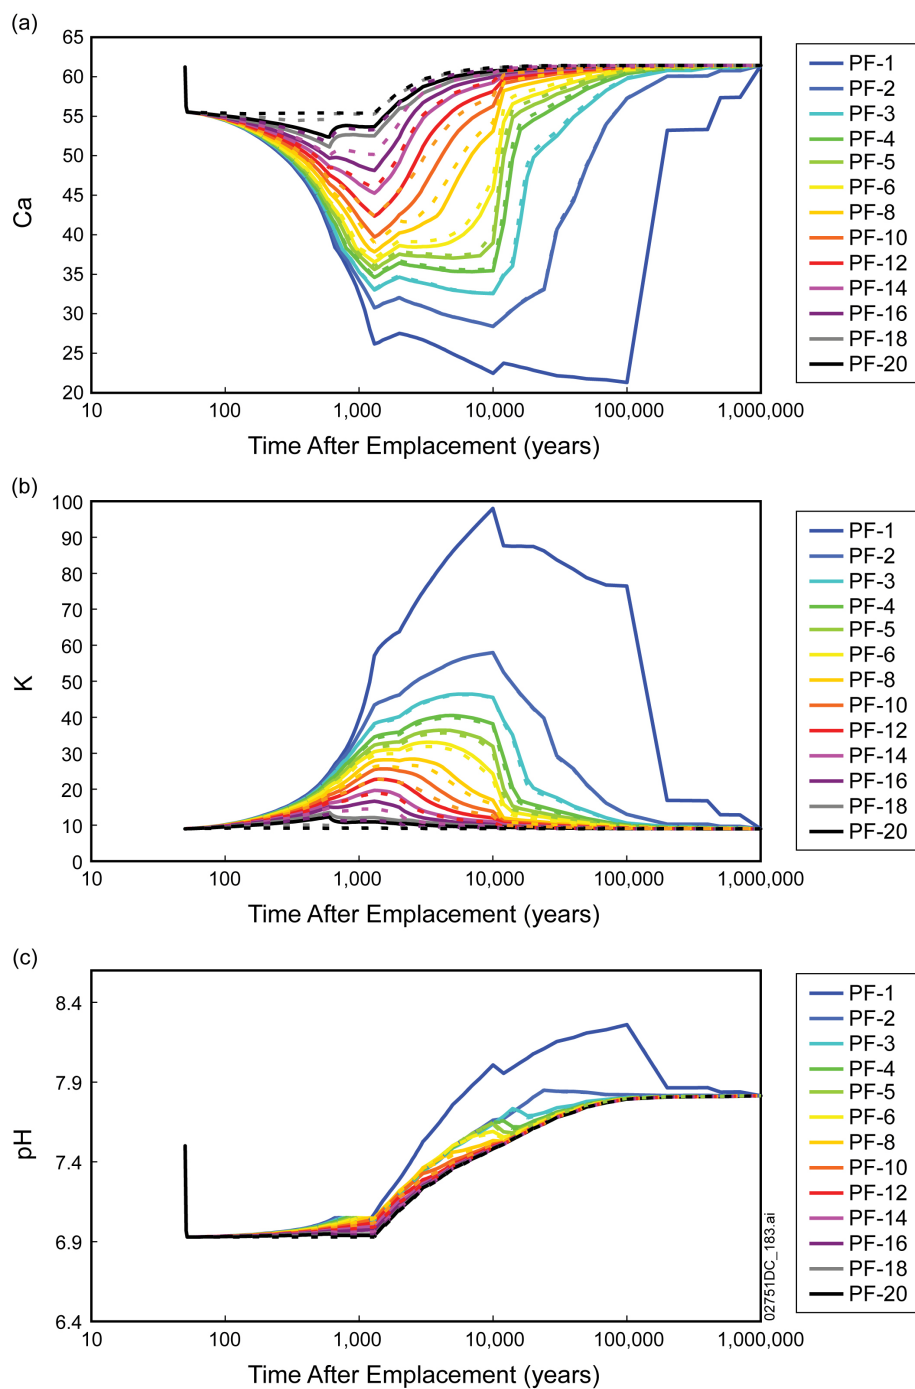 (a)
65
60
55
50
45
40
35
30
25
20
Ca
10 100 1,000 10,000 100,000 1,000,000
Time After Emplacement (years)
PF-1
PF-2
PF-3
PF-4
PF-5
PF-6
PF-8
PF-10
PF-12
PF-14
PF-16
PF-18
PF-20
(b)
100
90
80
70
60
50
40
30
20
10
0
K
10 100 1,000 10,000 100,000 1,000,000
Time After Emplacement (years)
PF-1
PF-2
PF-3
PF-4
PF-5
PF-6
PF-8
PF-10
PF-12
PF-14
PF-16
PF-18
PF-20
(c)
8.4
7.9
7.4
6.9
6.4
pH
10 100 1,000 10,000 100,000 1,000,000
Time After Emplacement (years)
PF-1
PF-2
PF-3
PF-4
PF-5
PF-6
PF-8
PF-10
PF-12
PF-14
PF-16
PF-18
PF-20
02751DC_183.ai